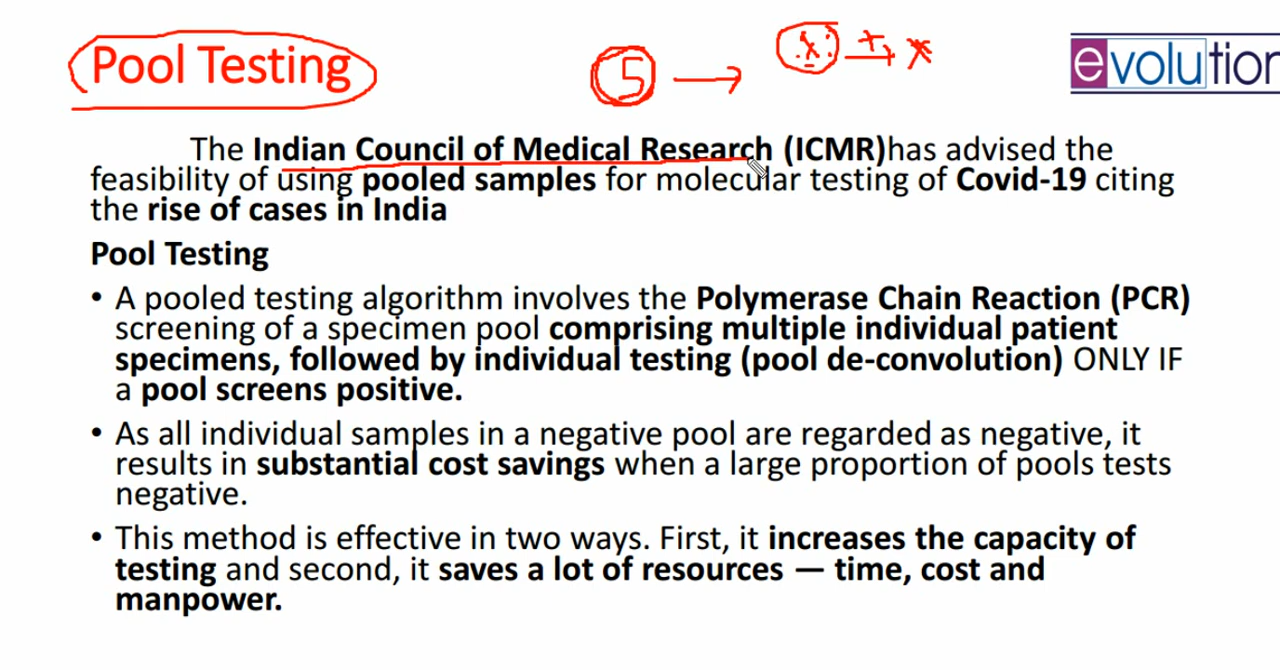 Pool Testing
5
evolution
The Indian Council of Medical Research (ICMR)has advised the
feasibility of using pooled samples for molecular testing of Covid-19 citing
the rise of cases in India
Pool Testing
• A pooled testing algorithm involves the Polymerase Chain Reaction (PCR)
screening of a specimen pool comprising multiple individual patient
specimens, followed by individual testing (pool de-convolution) ONLY IF
a pool screens positive.
• As all individual samples in a negative pool are regarded as negative, it
results in substantial cost savings when a large proportion of pools tests
negative.
• This method is effective in two ways. First, it increases the capacity of
testing and second, it saves a lot of resources — time, cost and
manpower.